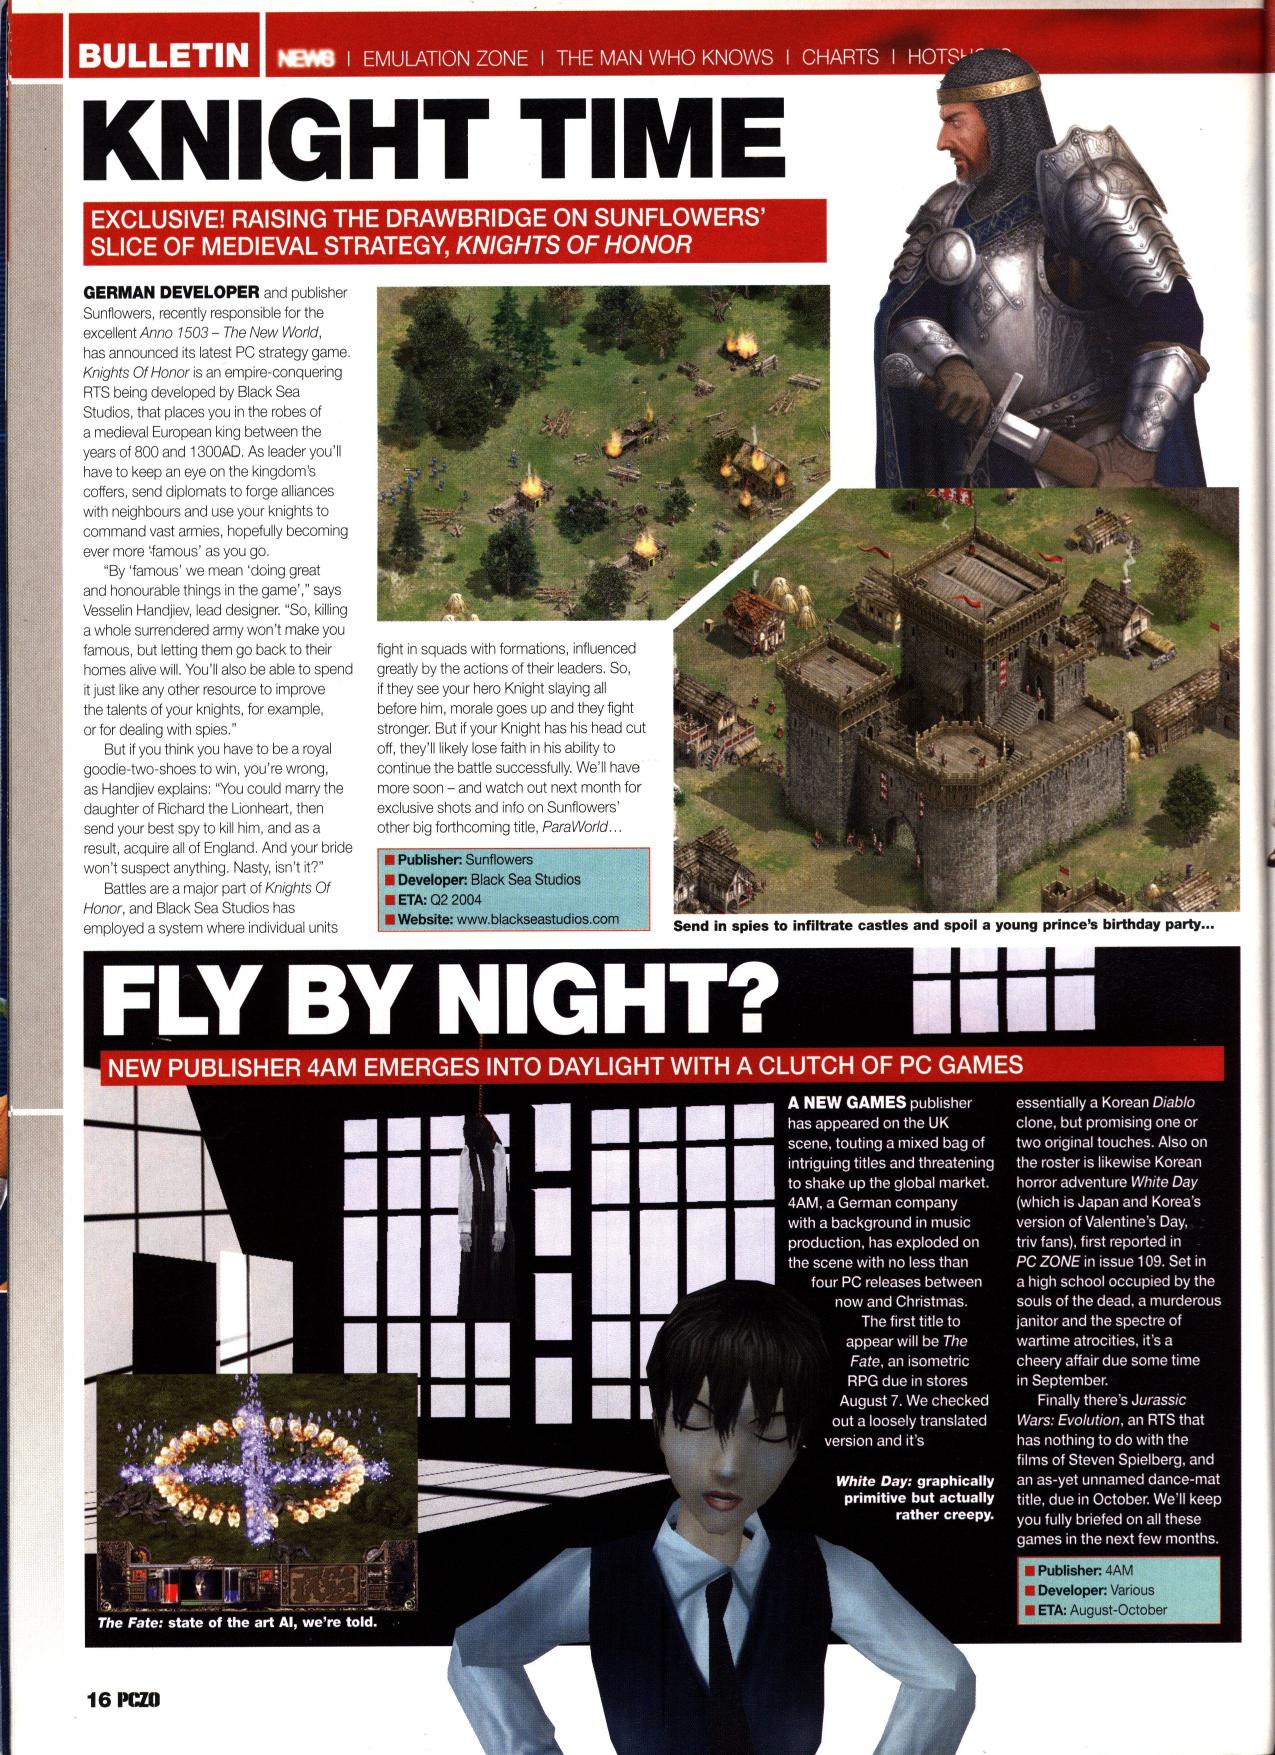 BULLETIN
NEWS | EMULATION ZONE | THE MAN WHO KNOWS | CHARTS | HOTSHOTS
KNIGHT TIME
EXCLUSIVE! RAISING THE DRAWBRIDGE ON SUNFLOWERS'
SLICE OF MEDIEVAL STRATEGY, KNIGHTS OF HONOR
GERMAN DEVELOPER and publisher
Sunflowers, recently responsible for the
excellent Anno 1503 – The New World,
has announced its latest PC strategy game.
Knights Of Honor is an empire-conquering
RTS being developed by Black Sea
Studios, that places you in the robes of
a medieval European king between the
years of 800 and 1300AD. As leader you'll
have to keep an eye on the kingdom's
coffers, send diplomats to forge alliances
with neighbours and use your knights to
command vast armies, hopefully becoming
ever more 'famous' as you go.
"By 'famous' we mean 'doing great
and honourable things in the game'," says
Vesselin Handjiev, lead designer. "So, killing
a whole surrendered army won't make you
famous, but letting them go back to their
homes alive will. You'll also be able to spend
it just like any other resource to improve
the talents of your knights, for example,
or for dealing with spies."
But if you think you have to be a royal
goodie-two-shoes to win, you're wrong,
as Handjiev explains: "You could marry the
daughter of Richard the Lionheart, then
send your best spy to kill him, and as a
result, acquire all of England. And your bride
won't suspect anything. Nasty, isn't it?"
Battles are a major part of Knights Of
Honor, and Black Sea Studios has
employed a system where individual units
fight in squads with formations, influenced
greatly by the actions of their leaders. So,
if they see your hero Knight slaying all
before him, morale goes up and they fight
stronger. But if your Knight has his head cut
off, they'll likely lose faith in his ability to
continue the battle successfully. We'll have
more soon – and watch out next month for
exclusive shots and info on Sunflowers'
other big forthcoming title, ParaWorld...
Publisher: Sunflowers
Developer: Black Sea Studios
ETA: Q2 2004
Website: www.blackseastudios.com
Send in spies to infiltrate castles and spoil a young prince's birthday party...
FLY BY NIGHT?
NEW PUBLISHER 4AM EMERGES INTO DAYLIGHT WITH A CLUTCH OF PC GAMES
A NEW GAMES publisher
has appeared on the UK
scene, touting a mixed bag of
intriguing titles and threatening
to shake up the global market.
4AM, a German company
with a background in music
production, has exploded on
the scene with no less than
four PC releases between
now and Christmas.
The first title to
appear will be The
Fate, an isometric
RPG due in stores
August 7. We checked
out a loosely translated
version and it's
essentially a Korean Diablo
clone, but promising one or
two original touches. Also on
the roster is likewise Korean
horror adventure White Day
(which is Japan and Korea's
version of Valentine's Day,
triv fans), first reported in
PC ZONE in issue 109. Set in
a high school occupied by the
souls of the dead, a murderous
janitor and the spectre of
wartime atrocities, it's a
cheery affair due some time
in September.
Finally there's Jurassic
Wars: Evolution, an RTS that
has nothing to do with the
films of Steven Spielberg, and
an as-yet unnamed dance-mat
title, due in October. We'll keep
you fully briefed on all these
games in the next few months.
White Day: graphically
primitive but actually
rather creepy.
Publisher: 4AM
Developer: Various
ETA: August-October
The Fate: state of the art AI, we're told.
16 PCZO